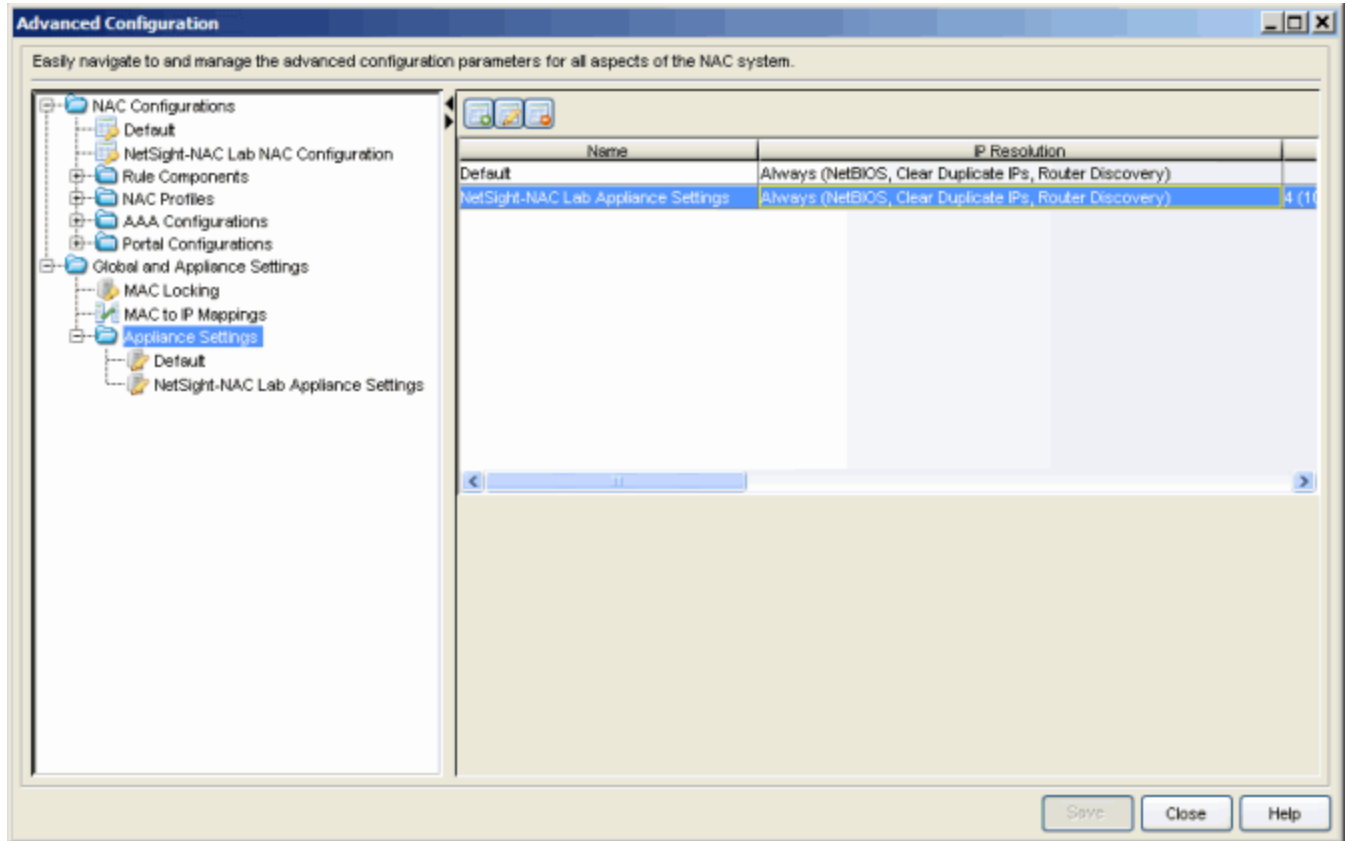 Advanced Configuration
Easily navigate to and manage the advanced configuration parameters for all aspects of the NAC system.
NAC Configurations
Default
NetSight-NAC Lab NAC Configuration
Rule Components
NAC Profiles
AAA Configurations
Portal Configurations
Global and Appliance Settings
MAC Locking
MAC to IP Mappings
Appliance Settings
Default
NetSight-NAC Lab Appliance Settings
Name IP Resolution
Default Always (NetBIOS, Clear Duplicate IPs, Router Discovery)
NetSight-NAC Lab Appliance Settings Always (NetBIOS, Clear Duplicate IPs, Router Discovery) 4 (10
Save Close Help